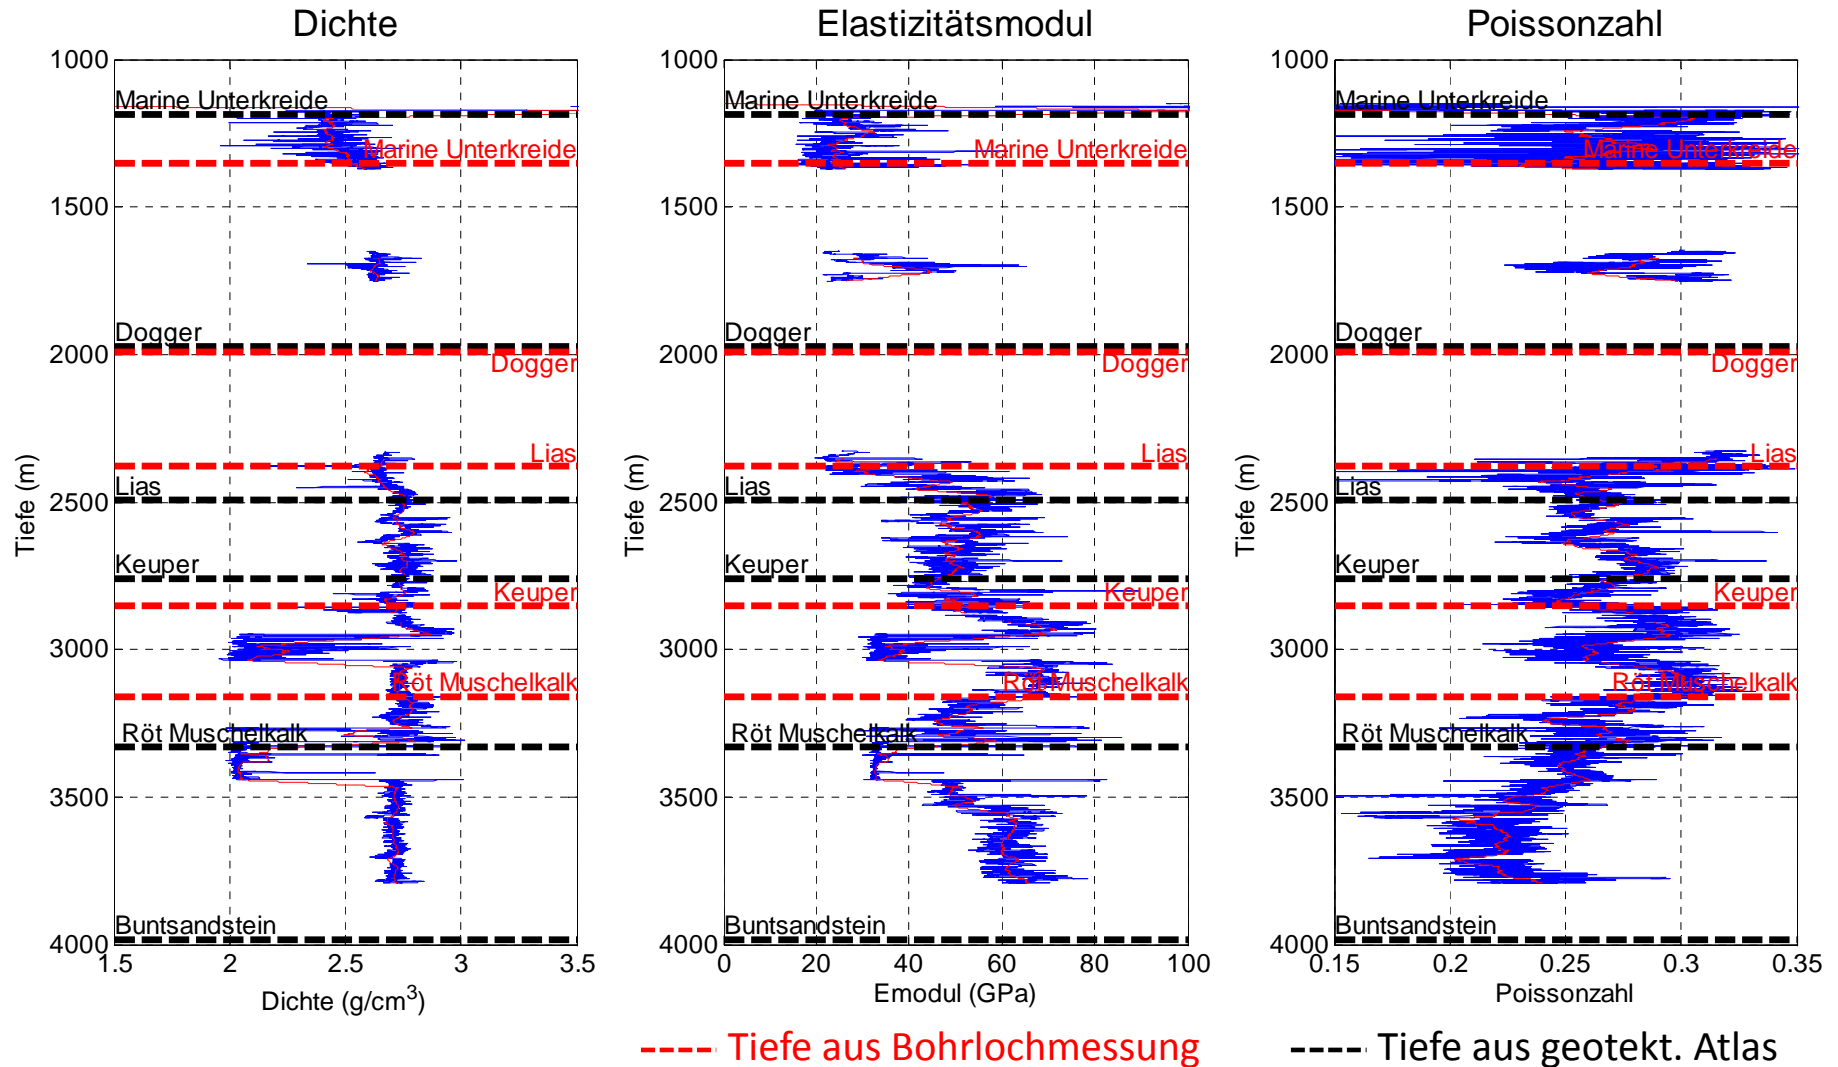 Dichte
1000
1500
2000
2500
3000
3500
4000
Tiefe (m)
Marine Unterkreide
Marine Unterkreide
Dogger
Dogger
Lias
Lias
Keuper
Keuper
Röt Muschelkalk
Röt Muschelkalk
Buntsandstein
1.5 2 2.5 3 3.5
Dichte (g/cm³)
Elastizitätsmodul
1000
1500
2000
2500
3000
3500
4000
Tiefe (m)
Marine Unterkreide
Marine Unterkreide
Dogger
Dogger
Lias
Lias
Keuper
Keuper
Röt Muschelkalk
Röt Muschelkalk
Buntsandstein
0 20 40 60 80 100
Emodul (GPa)
Poissonzahl
1000
1500
2000
2500
3000
3500
4000
Tiefe (m)
Marine Unterkreide
Marine Unterkreide
Dogger
Dogger
Lias
Lias
Keuper
Keuper
Röt Muschelkalk
Röt Muschelkalk
Buntsandstein
0.15 0.2 0.25 0.3 0.35
Poissonzahl
Tiefe aus Bohrlochmessung
Tiefe aus geotekt. Atlas